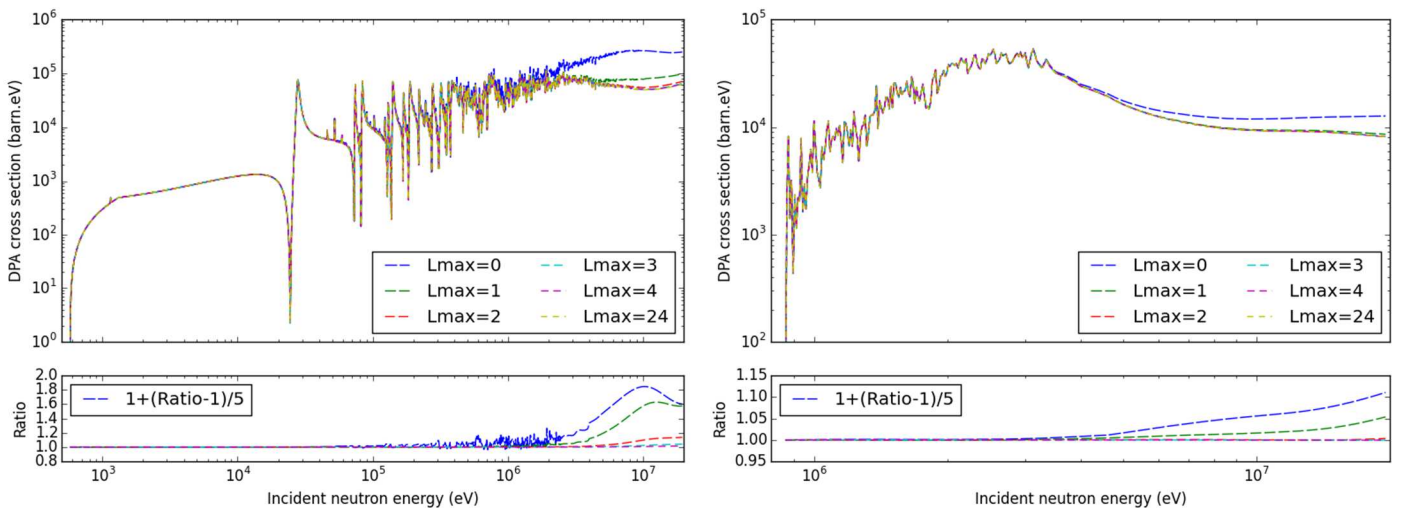 DPA cross section (barn.eV)
10^6
10^5
10^4
10^3
10^2
10^1
10^0
Lmax=0 Lmax=3
Lmax=1 Lmax=4
Lmax=2 Lmax=24
Ratio
2.0
1.8
1.6
1.4
1.2
1.0
0.8
1+(Ratio-1)/5
10^3 10^4 10^5 10^6 10^7
Incident neutron energy (eV)
DPA cross section (barn.eV)
10^5
10^4
10^3
10^2
Lmax=0 Lmax=3
Lmax=1 Lmax=4
Lmax=2 Lmax=24
Ratio
1.15
1.10
1.05
1.00
0.95
1+(Ratio-1)/5
10^6 10^7
Incident neutron energy (eV)